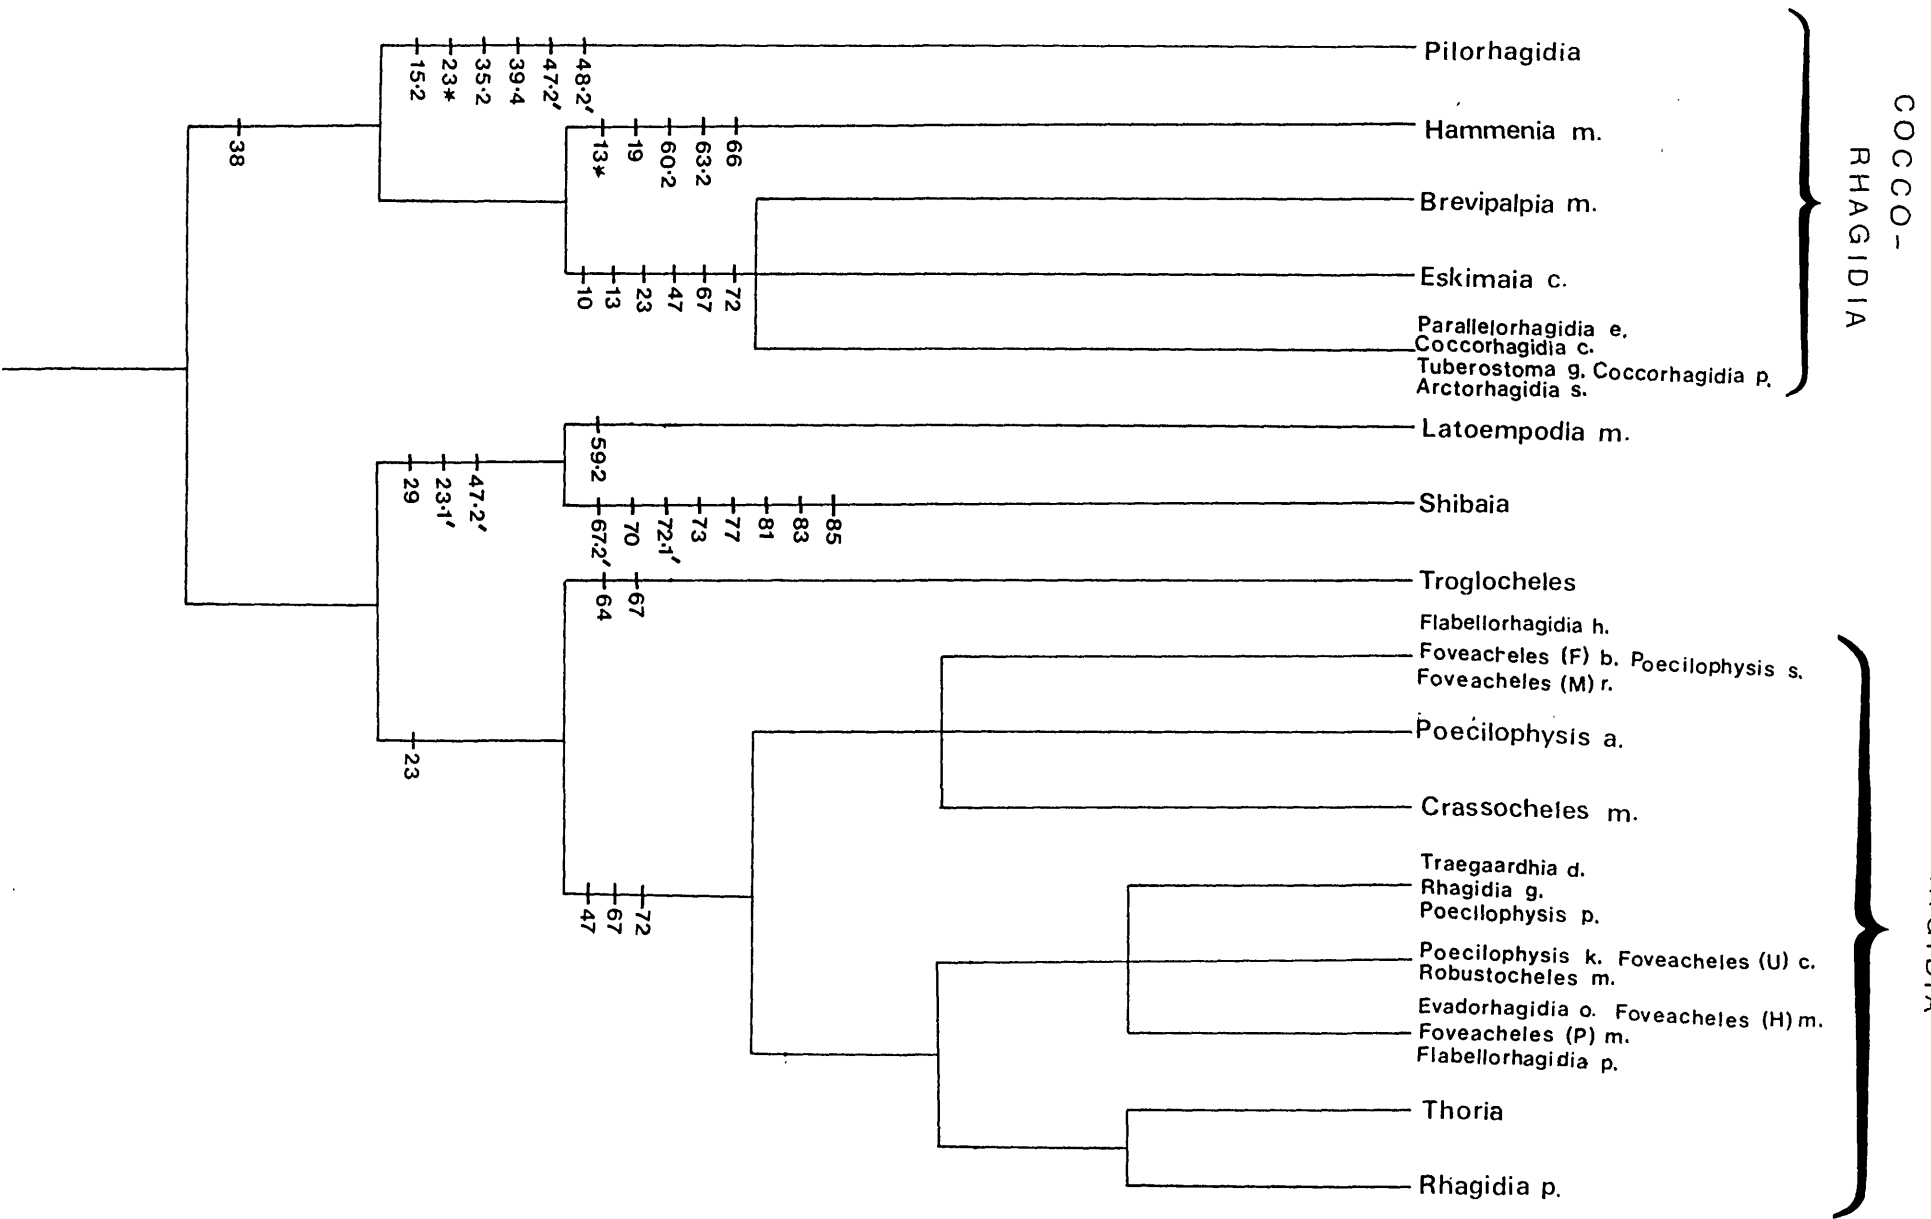 COCCO-
RHAGIDIA
Pilorhagidia
15·2 23* 35·2 39·4 47·2′ 48·2′
Hammenia m.
38
13* 19 60·2 63·2 66
Brevipalpia m.
Eskimaia c.
10 13 23 47 67 72
Parallelorhagidia e.
Coccorhagidia c.
Tuberostoma g. Coccorhagidia p.
Arctorhagidia s.
Latoempodia m.
59·2
29 23·1′ 47·2′
Shibaia
67·2′ 70 72·1′ 73 77 81 83 85
Troglocheles
64 67
Flabellorhagidia h.
Foveacheles (F) b. Poecilophysis s.
Foveacheles (M) r.
Poecilophysis a.
23
Crassocheles m.
Traegaardhia d.
Rhagidia g.
Poecilophysis p.
47 67 72
Poecilophysis k. Foveacheles (U) c.
Robustocheles m.
Evadorhagidia o. Foveacheles (H) m.
Foveacheles (P) m.
Flabellorhagidia p.
Thoria
Rhagidia p.